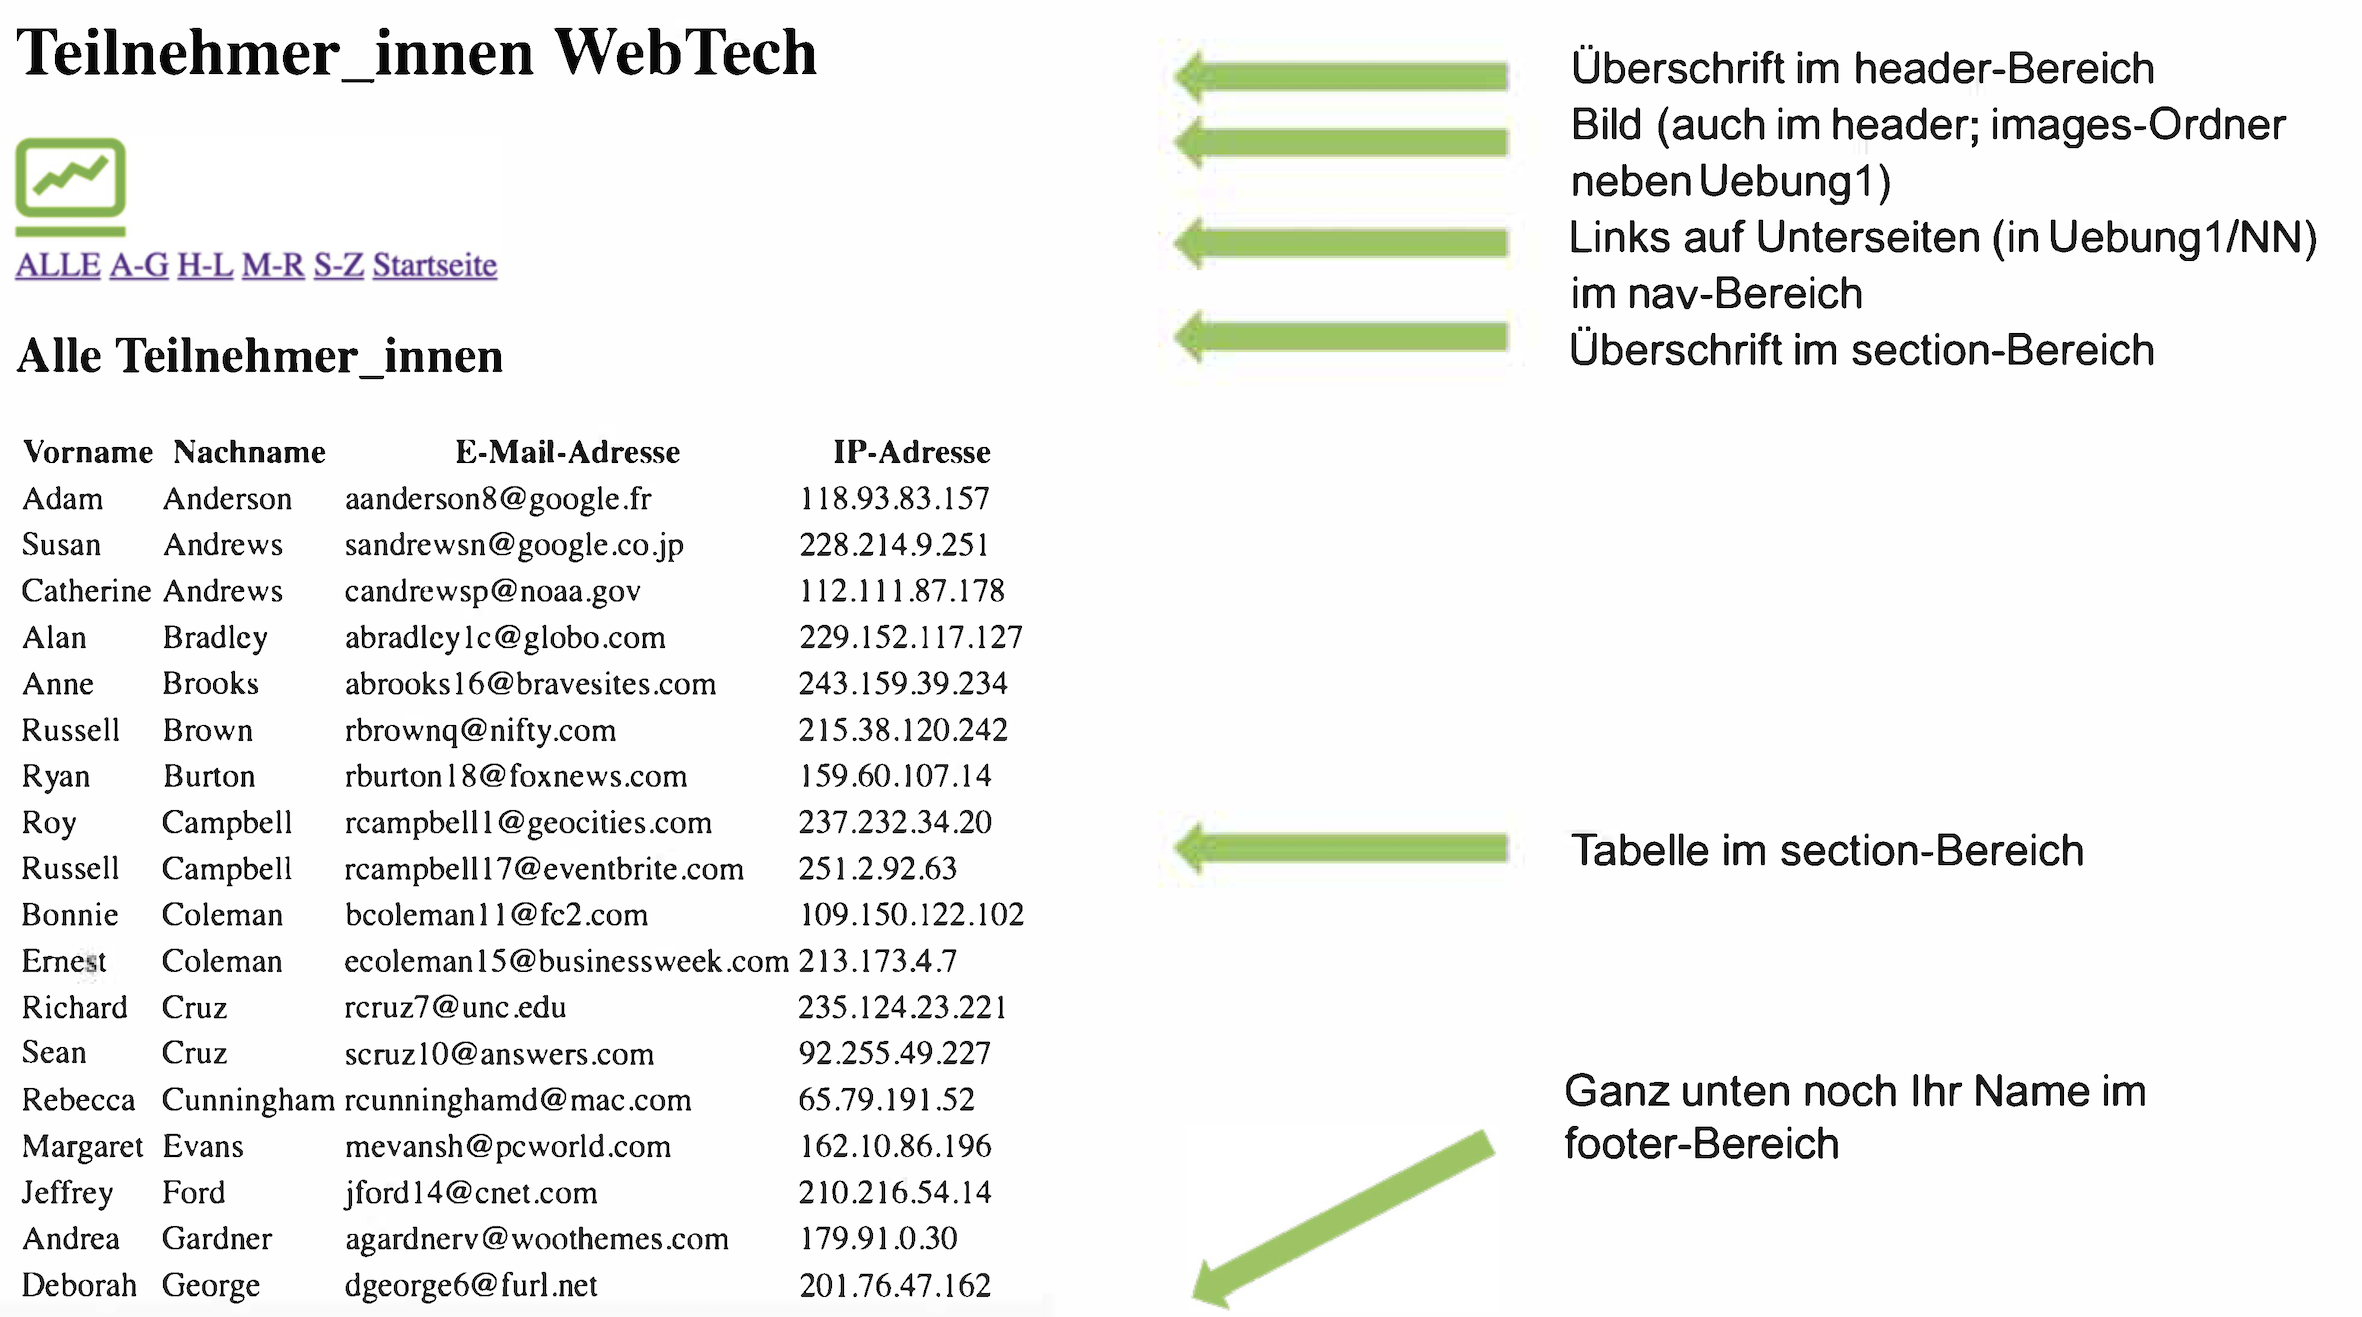 Teilnehmer_innen WebTech
ALLE A-G H-L M-R S-Z Startseite
Alle Teilnehmer_innen
Vorname Nachname E-Mail-Adresse IP-Adresse
Adam Anderson aanderson8@google.fr 118.93.83.157
Susan Andrews sandrewsn@google.co.jp 228.214.9.251
Catherine Andrews candrewsp@noaa.gov 112.111.87.178
Alan Bradley abradley1c@globo.com 229.152.117.127
Anne Brooks abrooks16@bravesites.com 243.159.39.234
Russell Brown rbrownq@nifty.com 215.38.120.242
Ryan Burton rburton18@foxnews.com 159.60.107.14
Roy Campbell rcampbell1@geocities.com 237.232.34.20
Russell Campbell rcampbell17@eventbrite.com 251.2.92.63
Bonnie Coleman bcoleman11@fc2.com 109.150.122.102
Ernest Coleman ecoleman15@businessweek.com 213.173.4.7
Richard Cruz rcruz7@unc.edu 235.124.23.221
Sean Cruz scruz10@answers.com 92.255.49.227
Rebecca Cunningham rcunninghamd@mac.com 65.79.191.52
Margaret Evans mevansh@pcworld.com 162.10.86.196
Jeffrey Ford jford14@cnet.com 210.216.54.14
Andrea Gardner agardnerv@woothemes.com 179.91.0.30
Deborah George dgeorge6@furl.net 201.76.47.162
Überschrift im header-Bereich
Bild (auch im header; images-Ordner
neben Uebung1)
Links auf Unterseiten (in Uebung1/NN)
im nav-Bereich
Überschrift im section-Bereich
Tabelle im section-Bereich
Ganz unten noch Ihr Name im
footer-Bereich